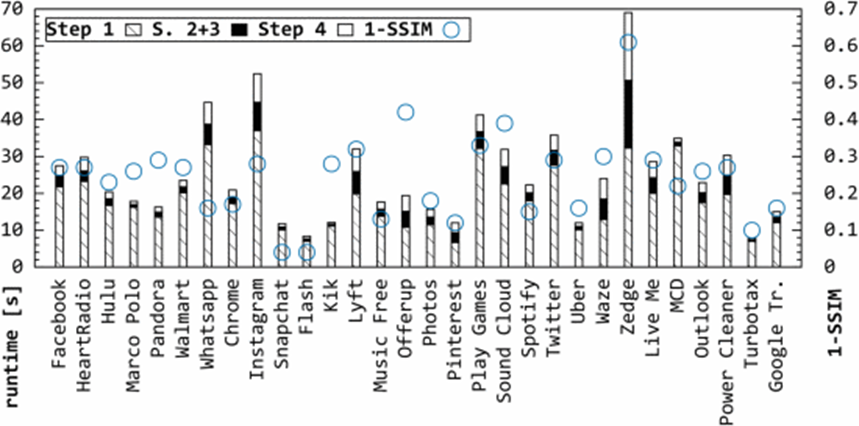 70
60
50
40
30
20
10
0
Step 1 S. 2+3 Step 4 1-SSIM
0.7
0.6
0.5
0.4
0.3
0.2
0.1
0
runtime [s]
Facebook
HeartRadio
Hulu
Marco Polo
Pandora
Walmart
Whatsapp
Chrome
Instagram
Snapchat
Flash
Kik
Lyft
Music Free
Offerup
Photos
Pinterest
Play Games
Sound Cloud
Spotify
Twitter
Uber
Waze
Zedge
Live Me
MCD
Outlook
Power Cleaner
Turbotax
Google Tr.
1-SSIM